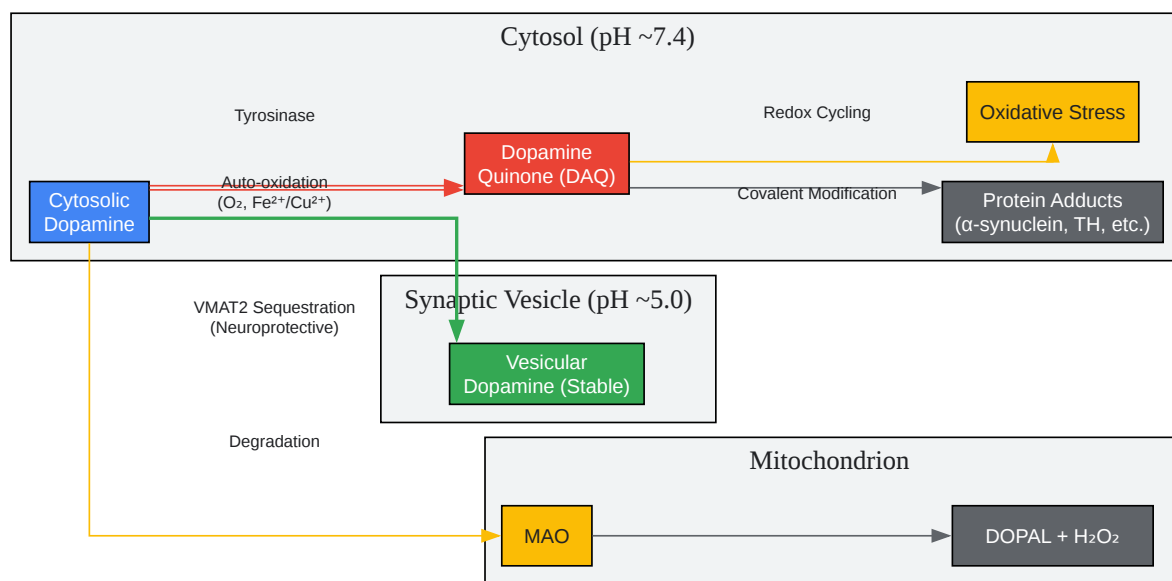 Cytosol (pH ~7.4)
Tyrosinase
Redox Cycling
Oxidative Stress
Dopamine
Quinone (DAQ)
Auto-oxidation
(O₂, Fe²⁺/Cu²⁺)
Covalent Modification
Cytosolic
Dopamine
Protein Adducts
(α-synuclein, TH, etc.)
Synaptic Vesicle (pH ~5.0)
VMAT2 Sequestration
(Neuroprotective)
Vesicular
Dopamine (Stable)
Degradation
Mitochondrion
MAO
DOPAL + H₂O₂